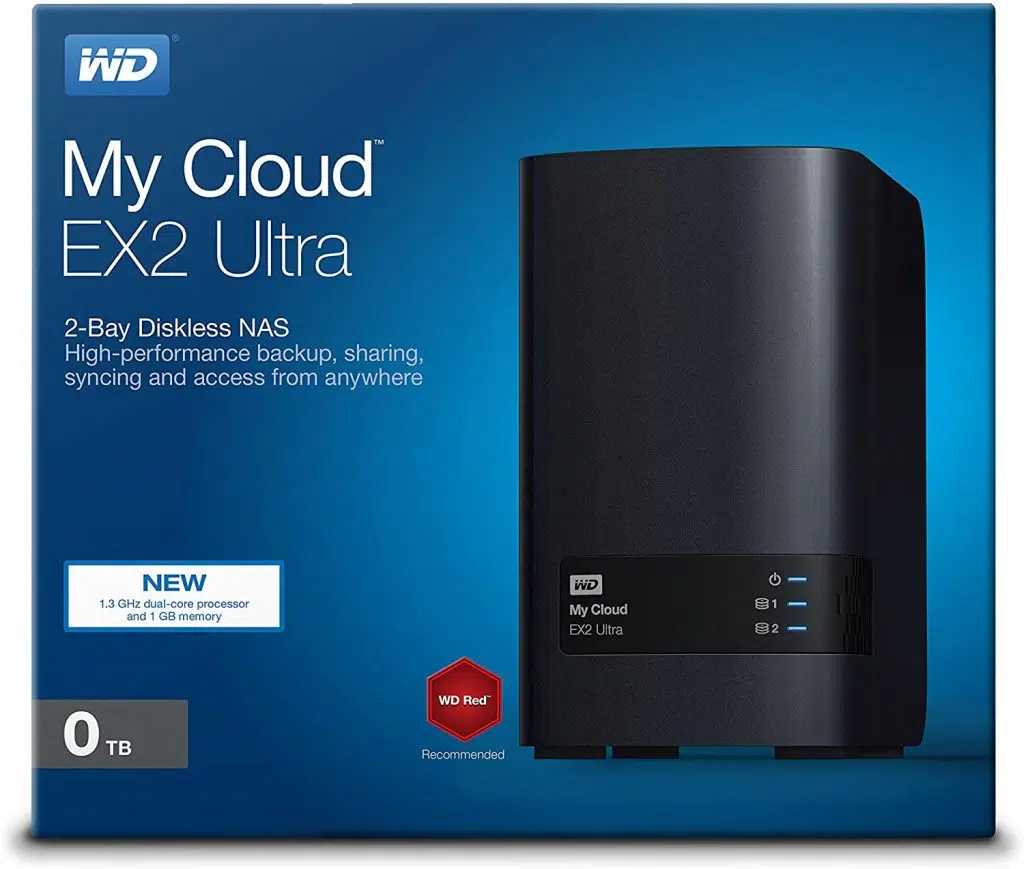 WD®
My Cloud™
EX2 Ultra
2-Bay Diskless NAS
High-performance backup, sharing,
syncing and access from anywhere
NEW
1.3 GHz dual-core processor
and 1 GB memory
0 TB
WD Red™
Recommended
WD
My Cloud
EX2 Ultra
1
2